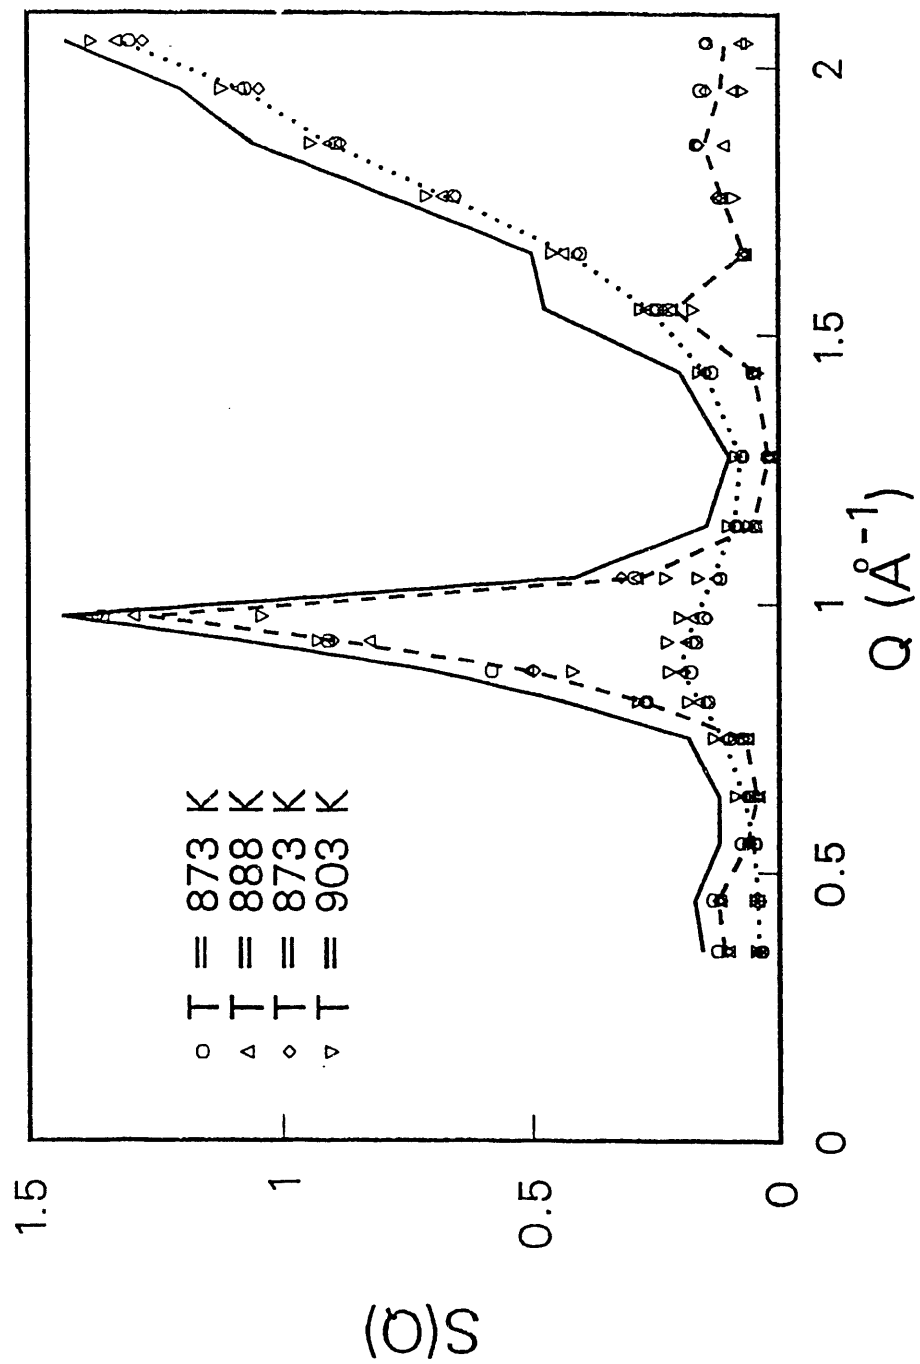 ○ T = 873 K
△ T = 888 K
◇ T = 873 K
▽ T = 903 K
S(Q)
1.5
1
0.5
0
0
0.5
1
1.5
2
Q (Å⁻¹)